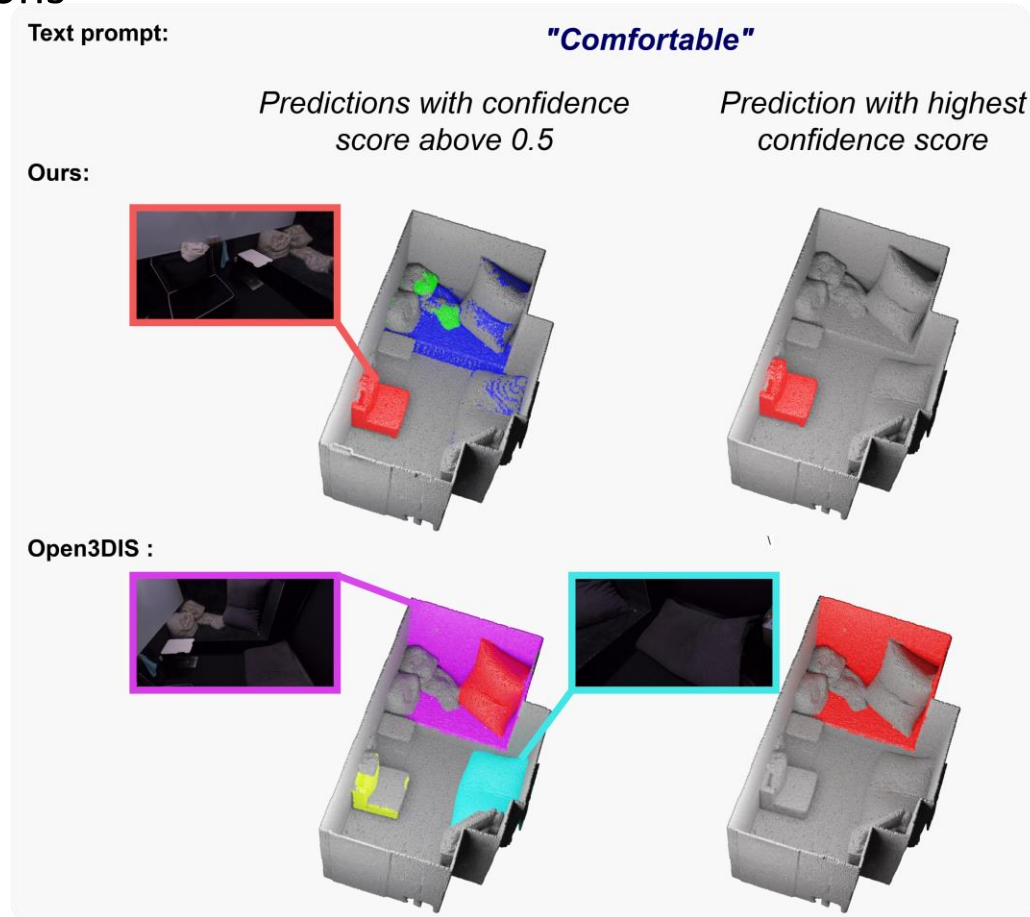 Text prompt:
"Comfortable"
Predictions with confidence
score above 0.5
Prediction with highest
confidence score
Ours:
Open3DIS :
\